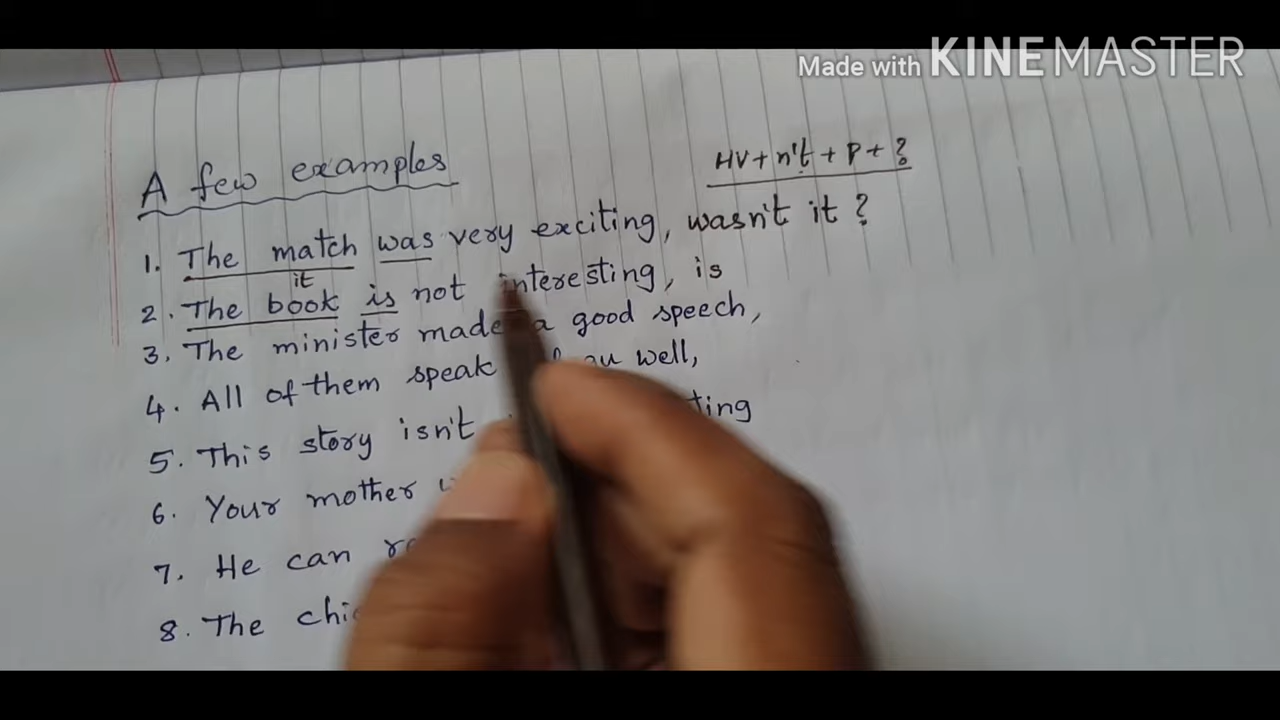 Made with KINEMASTER
A few examples
HV + n't + P + ?
1. The match was very exciting, wasn't it ?
it
2. The book is not interesting, is
3. The minister made a good speech,
4. All of them speak well,
5. This story isn't
6. Your mother
7. He can
8. The